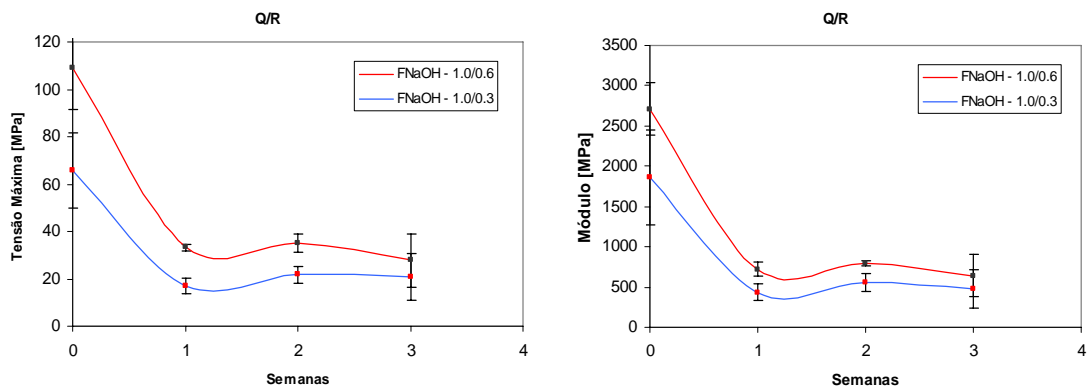 Q/R
Tensão Máxima [MPa]
120
100
80
60
40
20
0
FNaOH - 1.0/0.6
FNaOH - 1.0/0.3
0 1 2 3 4
Semanas
Q/R
Módulo [MPa]
3500
3000
2500
2000
1500
1000
500
0
FNaOH - 1.0/0.6
FNaOH - 1.0/0.3
0 1 2 3 4
Semanas